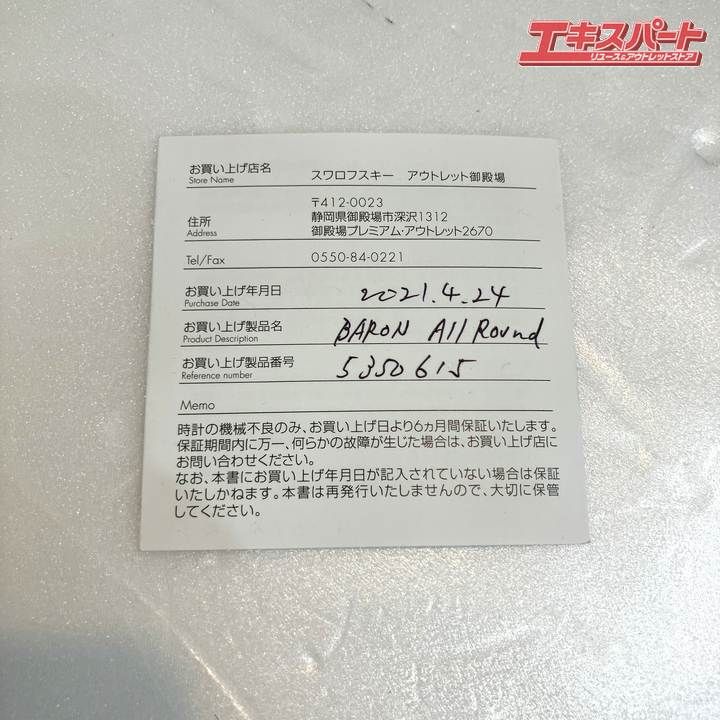 エキスパート
リユース&アウトレットストア
お買い上げ店名
Store Name
スワロフスキー アウトレット御殿場
住所
Address
〒412-0023
静岡県御殿場市深沢1312
御殿場プレミアム・アウトレット2670
Tel/Fax
0550-84-0221
お買い上げ年月日
Purchase Date
2021.4.24
お買い上げ製品名
Product Description
BARON All Round
お買い上げ製品番号
Reference number
5350615
Memo
時計の機械不良のみ、お買い上げ日より6ヵ月間保証いたします。
保証期間内に万一、何らかの故障が生じた場合は、お買い上げ店に
お問い合わせください。
なお、本書にお買い上げ年月日が記入されていない場合は保証
いたしかねます。本書は再発行いたしませんので、大切に保管
してください。